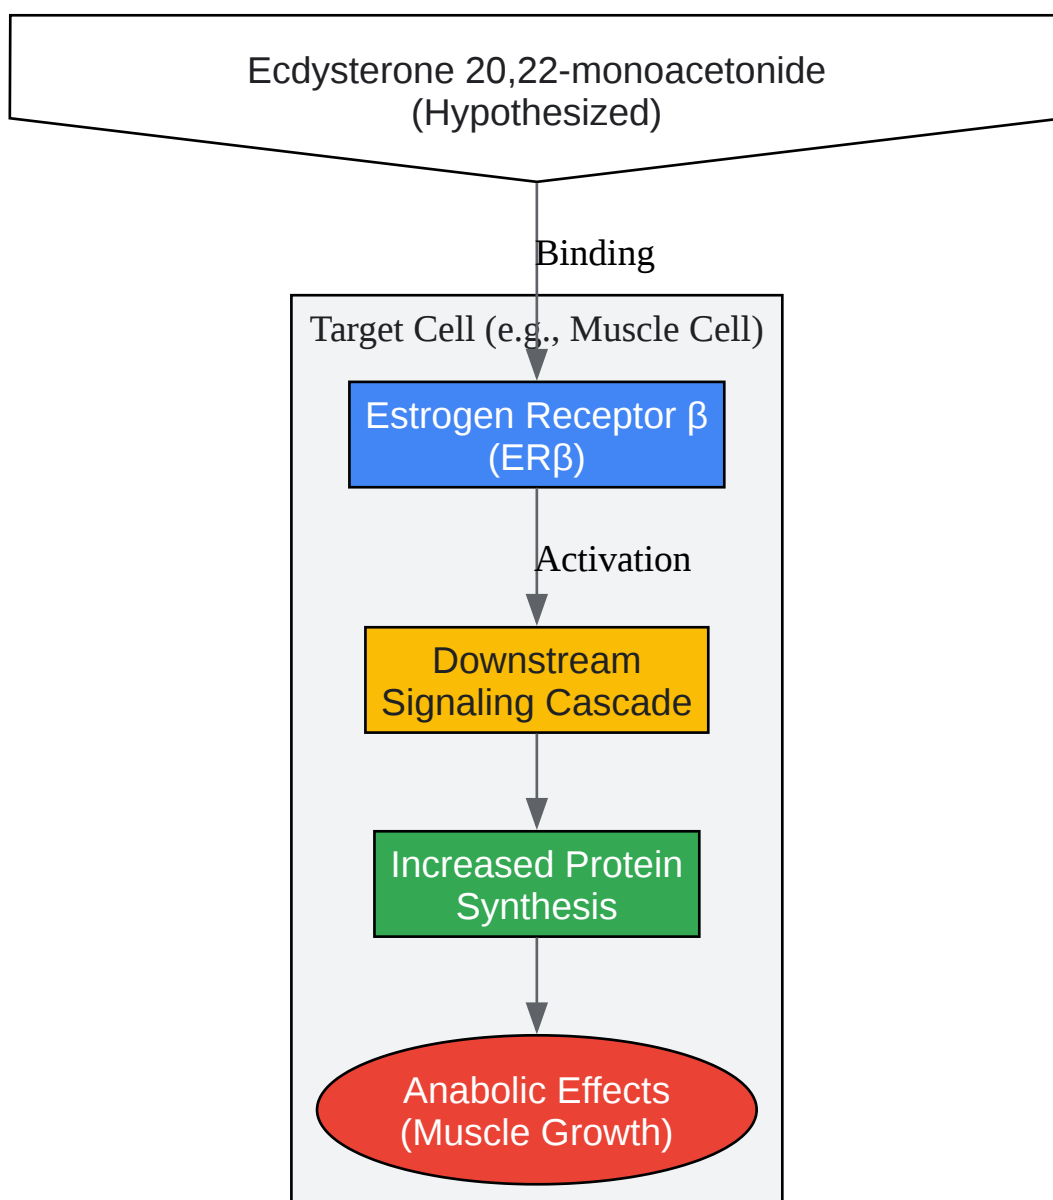 Ecdysterone 20,22-monoacetonide
(Hypothesized)
Binding
Target Cell (e.g., Muscle Cell)
Estrogen Receptor β
(ERβ)
Activation
Downstream
Signaling Cascade
Increased Protein
Synthesis
Anabolic Effects
(Muscle Growth)